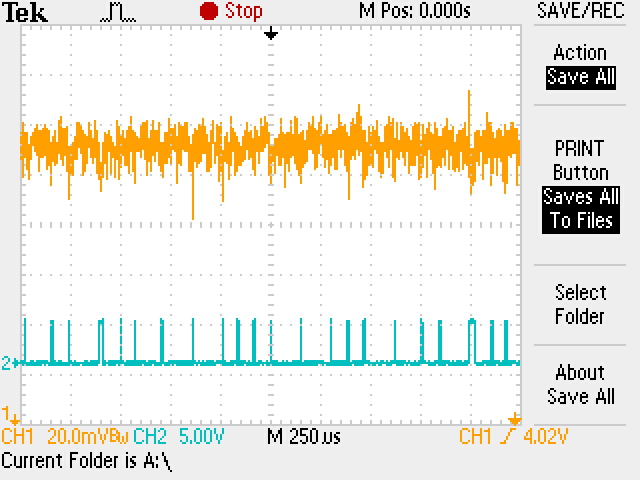 Tek Stop M Pos: 0.000s SAVE/REC
Action
Save All
PRINT
Button
Saves All
To Files
Select
Folder
About
Save All
2
1
CH1 20.0mVBw CH2 5.00V M 250µs CH1 4.02V
Current Folder is A:\